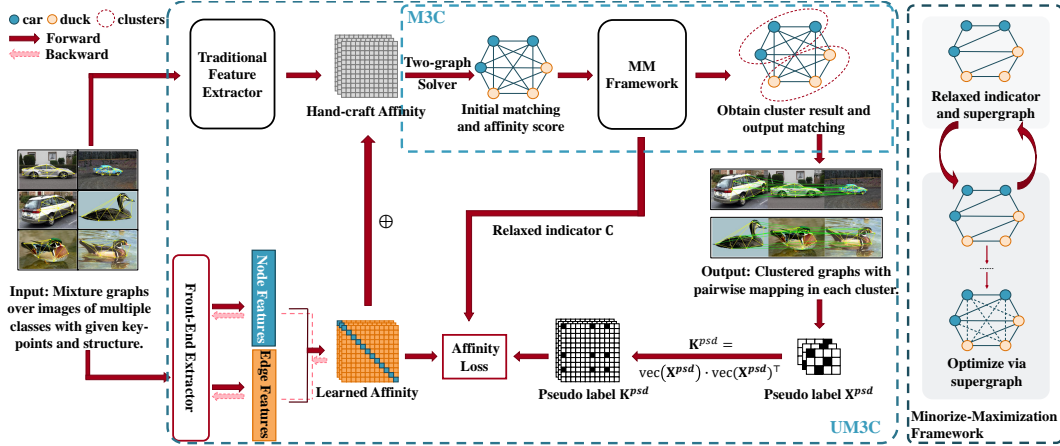 car
duck
clusters
Forward
Backward
M3C
Traditional
Feature
Extractor
Hand-craft Affinity
Two-graph
Solver
Initial matching
and affinity score
MM
Framework
Obtain cluster result and
output matching
Relaxed indicator
and supergraph
Input: Mixture graphs
over images of multiple
classes with given key-
points and structure.
⊕
Relaxed indicator C
Output: Clustered graphs with
pairwise mapping in each cluster.
......
Optimize via
supergraph
Front-End Extractor
Node Features
Edge Features
Learned Affinity
Affinity
Loss
Pseudo label K^psd
K^psd =
vec(X^psd) · vec(X^psd)^⊤
Pseudo label X^psd
UM3C
Minorize-Maximization
Framework